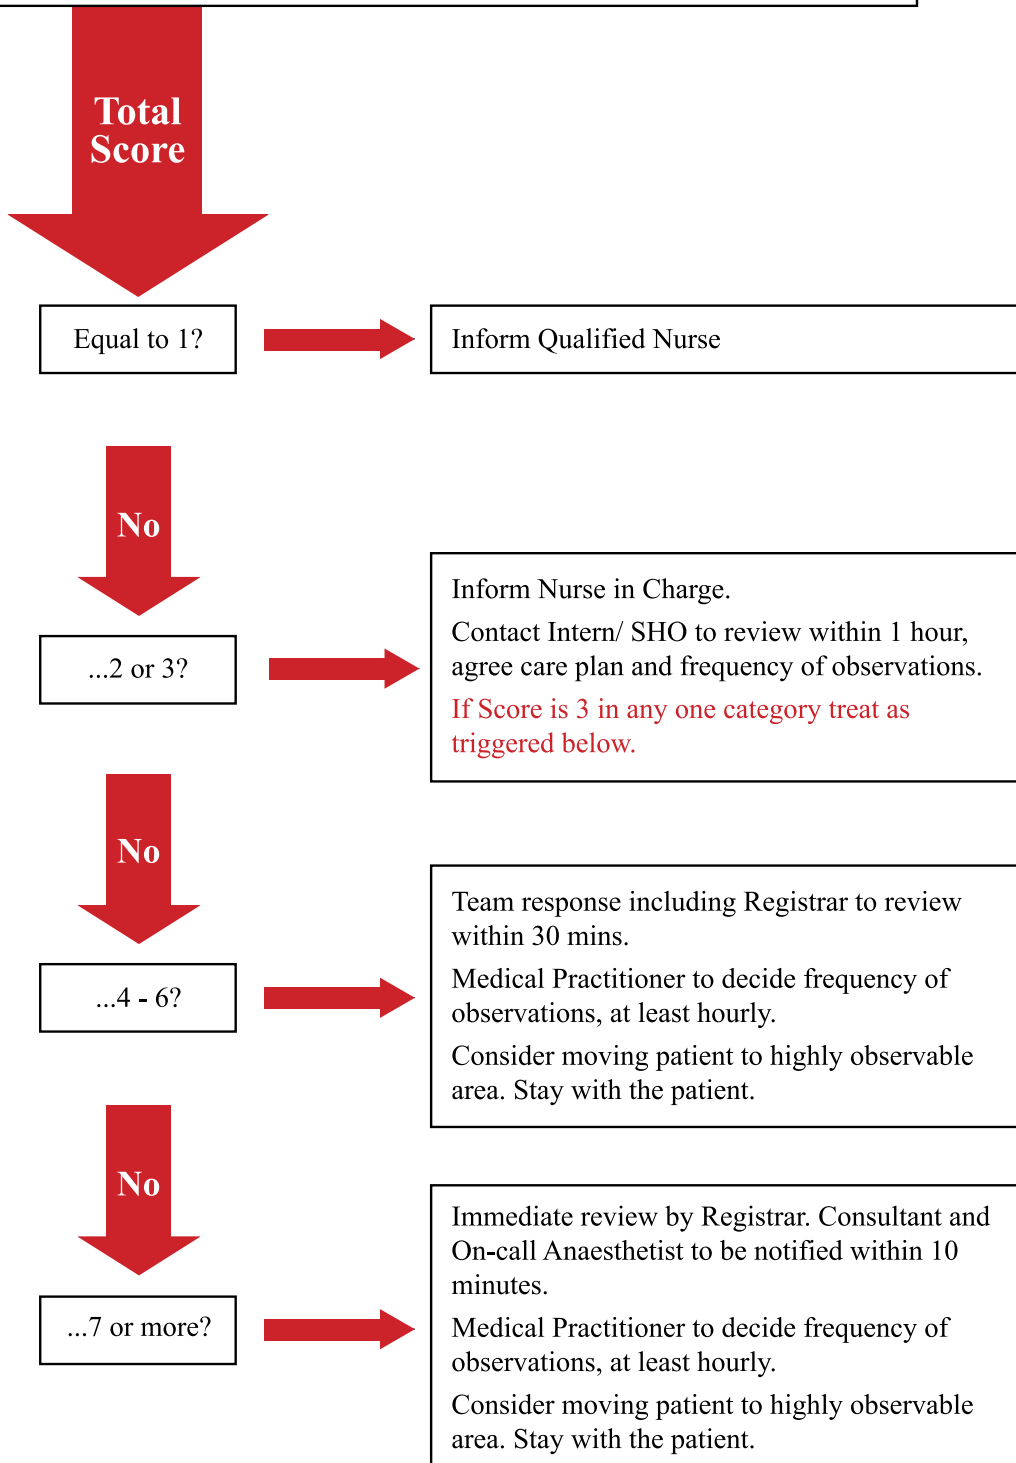 Total
Score
Equal to 1?
Inform Qualified Nurse
No
...2 or 3?
Inform Nurse in Charge.
Contact Intern/ SHO to review within 1 hour,
agree care plan and frequency of observations.
If Score is 3 in any one category treat as
triggered below.
No
...4 - 6?
Team response including Registrar to review
within 30 mins.
Medical Practitioner to decide frequency of
observations, at least hourly.
Consider moving patient to highly observable
area. Stay with the patient.
No
...7 or more?
Immediate review by Registrar. Consultant and
On-call Anaesthetist to be notified within 10
minutes.
Medical Practitioner to decide frequency of
observations, at least hourly.
Consider moving patient to highly observable
area. Stay with the patient.